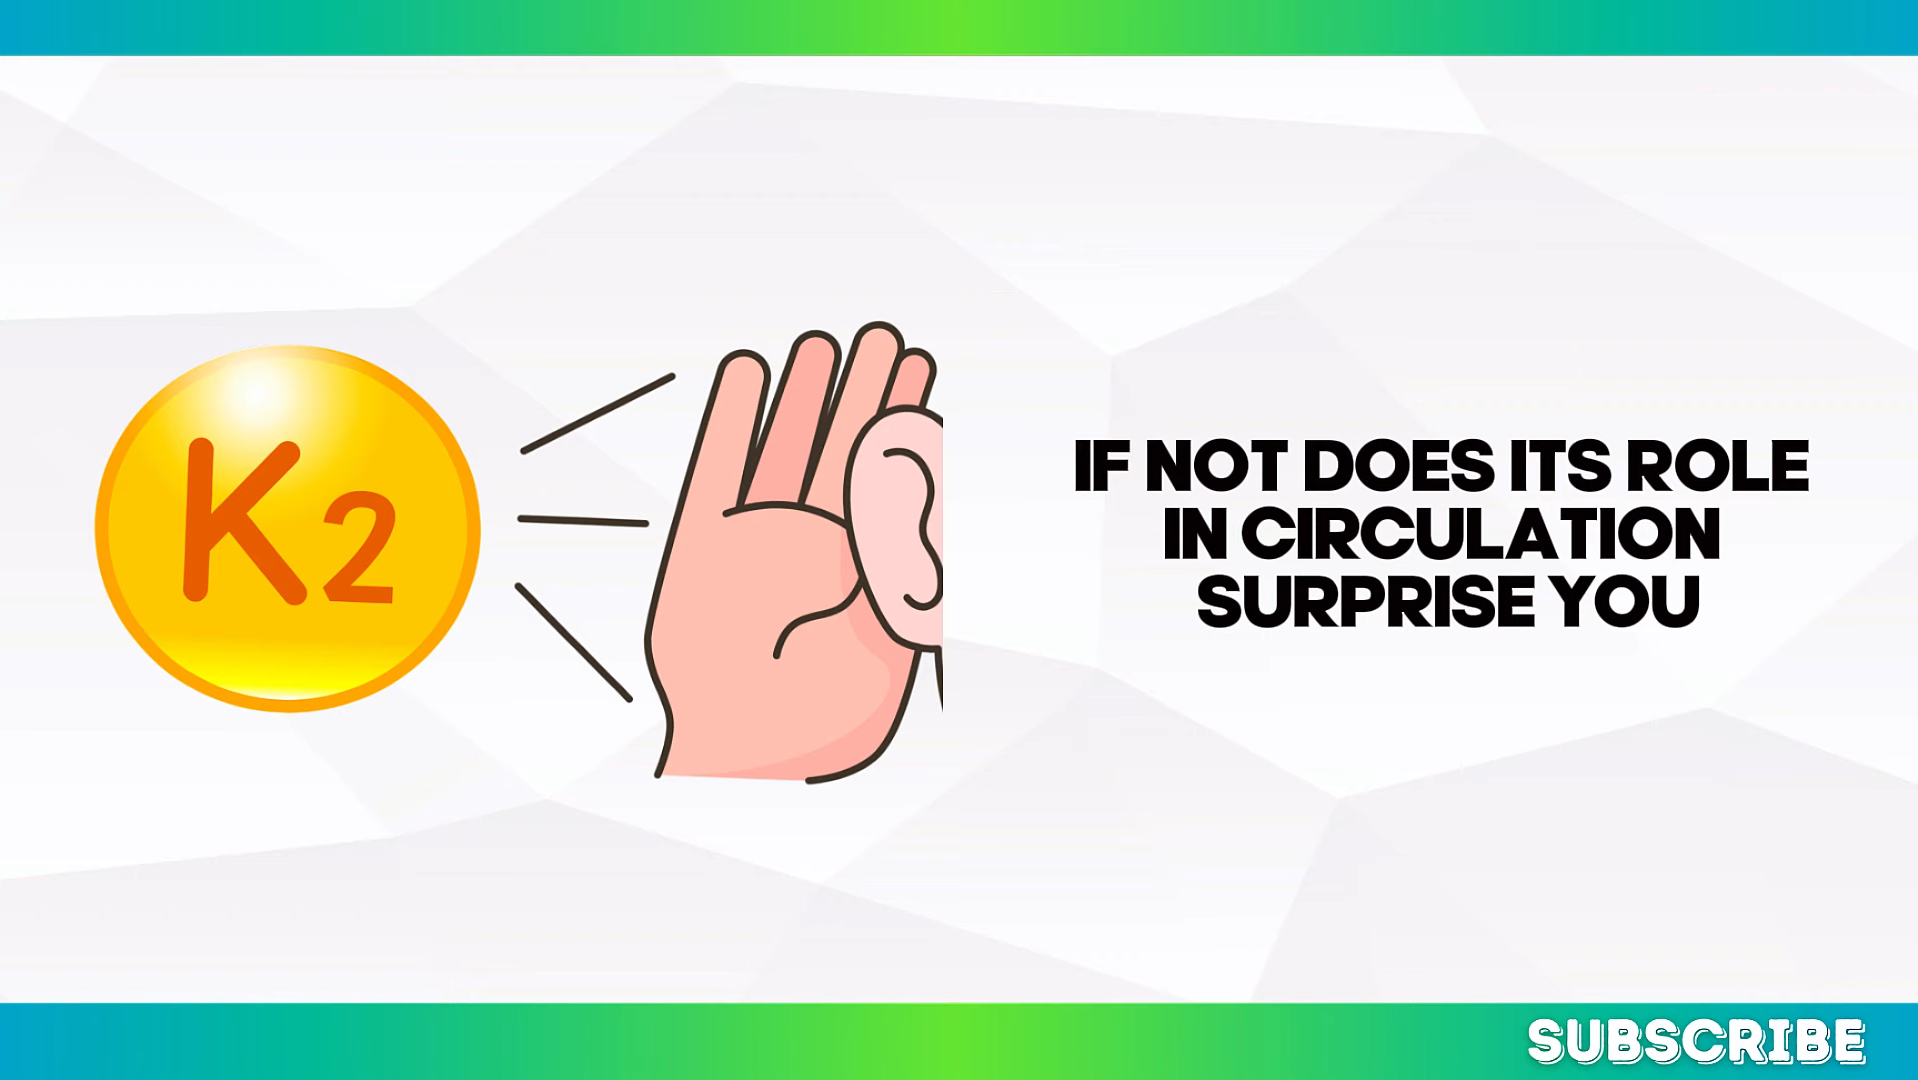 K2
IF NOT DOES ITS ROLE
IN CIRCULATION
SURPRISE YOU
SUBSCRIBE